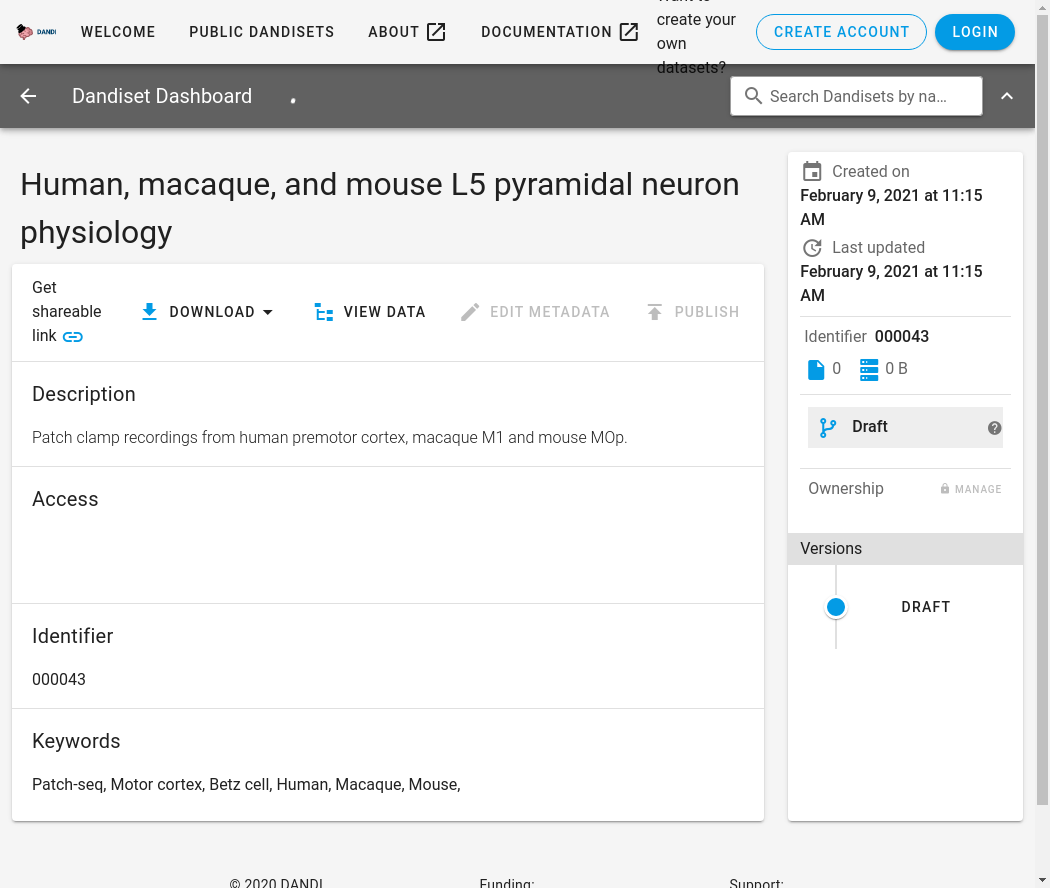 DANDI
WELCOME
PUBLIC DANDISETS
ABOUT
DOCUMENTATION
Want to
create your
own
datasets?
CREATE ACCOUNT
LOGIN
Dandiset Dashboard
Search Dandisets by na…
Human, macaque, and mouse L5 pyramidal neuron
physiology
Get
shareable
link
DOWNLOAD
VIEW DATA
EDIT METADATA
PUBLISH
Description
Patch clamp recordings from human premotor cortex, macaque M1 and mouse MOp.
Access
Identifier
000043
Keywords
Patch-seq, Motor cortex, Betz cell, Human, Macaque, Mouse,
Created on
February 9, 2021 at 11:15
AM
Last updated
February 9, 2021 at 11:15
AM
Identifier 000043
0
0 B
Draft
Ownership
MANAGE
Versions
DRAFT
© 2020 DANDI
Funding:
Support: